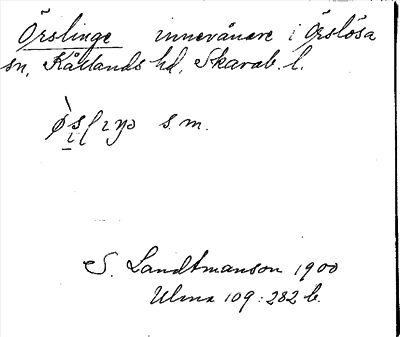 Örslinge innevånare i Örslösa
sn, Kållands hd, Skarab. l.
s. m.
S. Landtmanson 1900
Ulma 109:282 b.